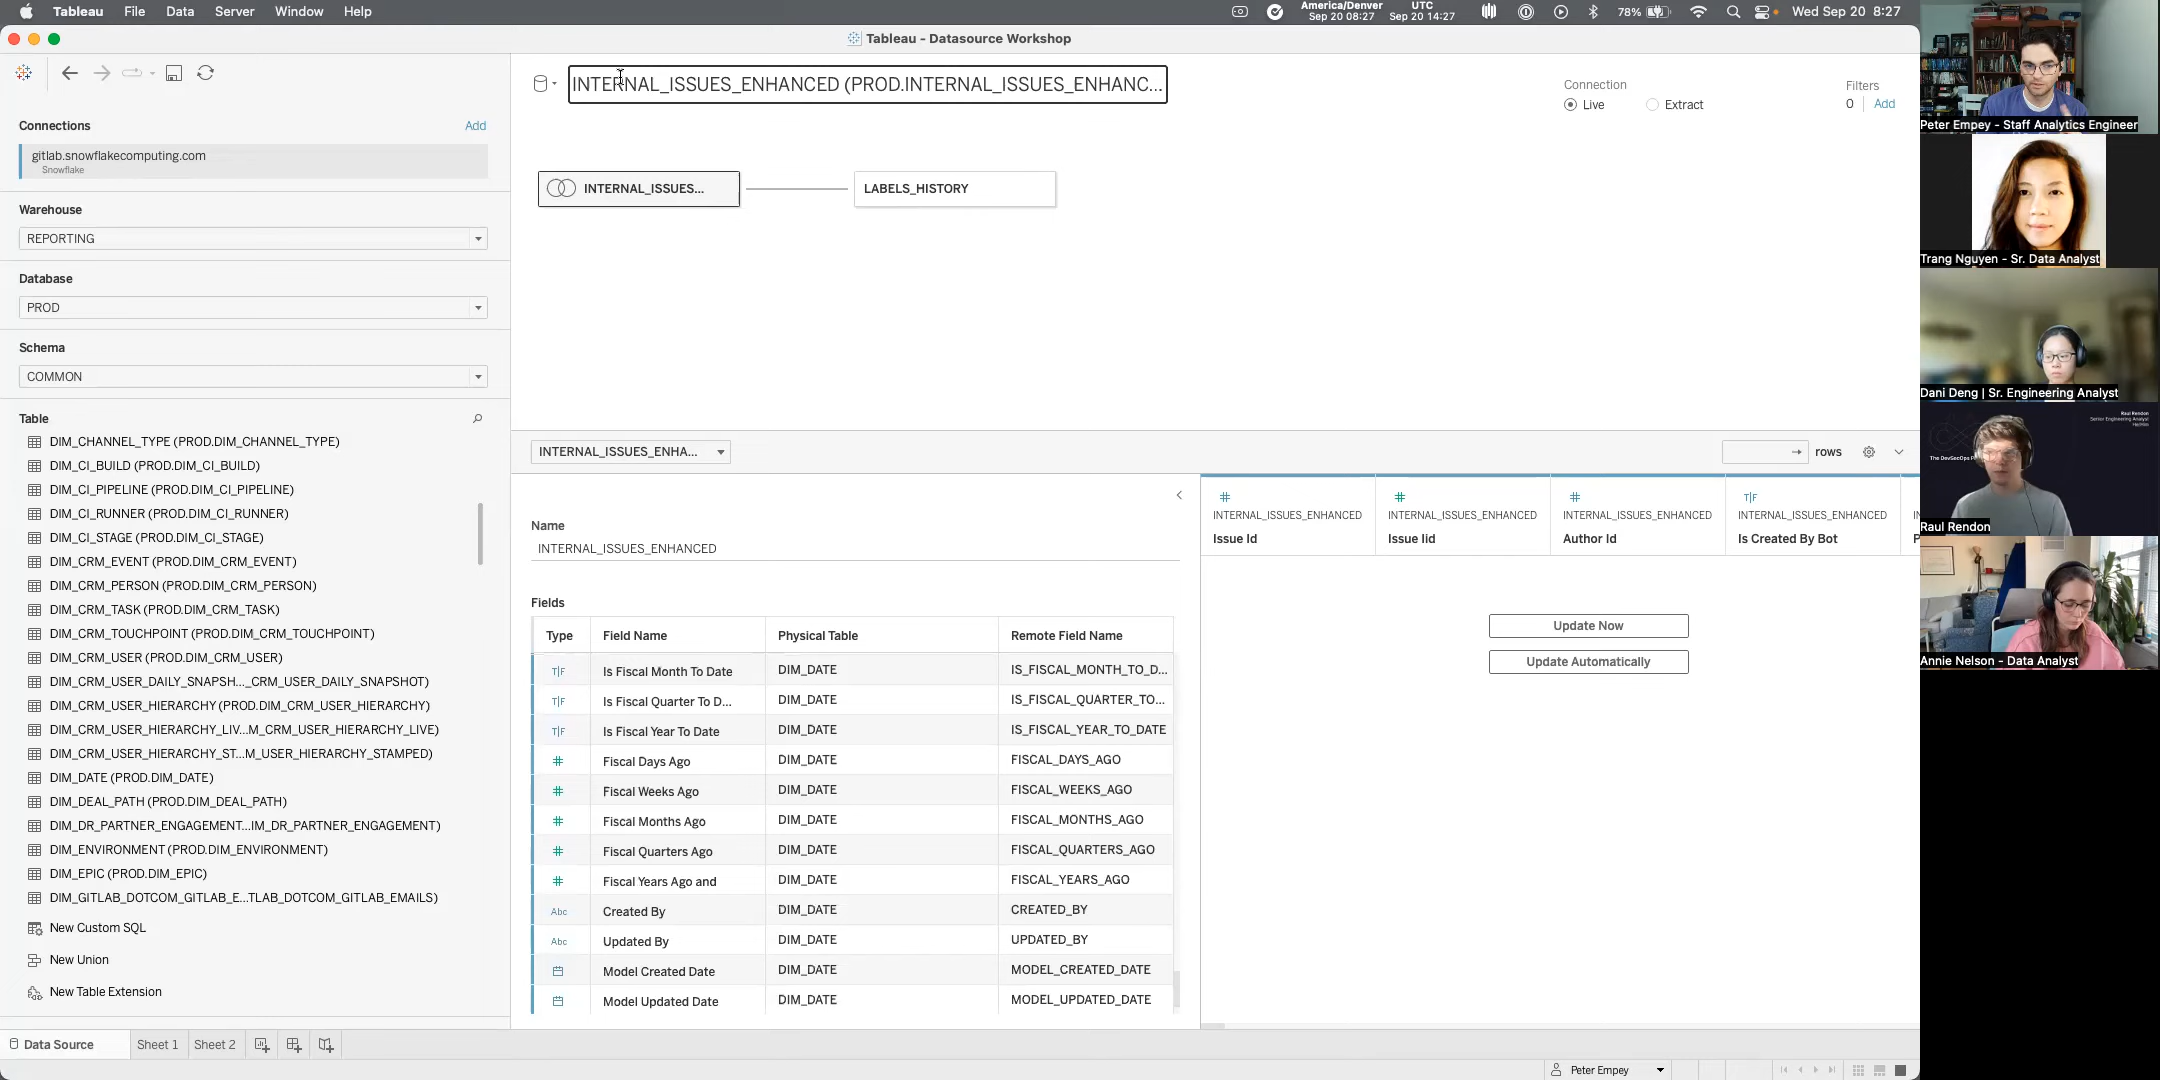 Tableau File Data Server Window Help
America/Denver
Sep 20 08:27
UTC
Sep 20 14:27
78%
Wed Sep 20 8:27
Tableau - Datasource Workshop
Connections Add
gitlab.snowflakecomputing.com
Snowflake
Warehouse
REPORTING
Database
PROD
Schema
COMMON
Table
DIM_CHANNEL_TYPE (PROD.DIM_CHANNEL_TYPE)
DIM_CI_BUILD (PROD.DIM_CI_BUILD)
DIM_CI_PIPELINE (PROD.DIM_CI_PIPELINE)
DIM_CI_RUNNER (PROD.DIM_CI_RUNNER)
DIM_CI_STAGE (PROD.DIM_CI_STAGE)
DIM_CRM_EVENT (PROD.DIM_CRM_EVENT)
DIM_CRM_PERSON (PROD.DIM_CRM_PERSON)
DIM_CRM_TASK (PROD.DIM_CRM_TASK)
DIM_CRM_TOUCHPOINT (PROD.DIM_CRM_TOUCHPOINT)
DIM_CRM_USER (PROD.DIM_CRM_USER)
DIM_CRM_USER_DAILY_SNAPSH..._CRM_USER_DAILY_SNAPSHOT)
DIM_CRM_USER_HIERARCHY (PROD.DIM_CRM_USER_HIERARCHY)
DIM_CRM_USER_HIERARCHY_LIV...M_CRM_USER_HIERARCHY_LIVE)
DIM_CRM_USER_HIERARCHY_ST...M_USER_HIERARCHY_STAMPED)
DIM_DATE (PROD.DIM_DATE)
DIM_DEAL_PATH (PROD.DIM_DEAL_PATH)
DIM_DR_PARTNER_ENGAGEMENT...IM_DR_PARTNER_ENGAGEMENT)
DIM_ENVIRONMENT (PROD.DIM_ENVIRONMENT)
DIM_EPIC (PROD.DIM_EPIC)
DIM_GITLAB_DOTCOM_GITLAB_E...TLAB_DOTCOM_GITLAB_EMAILS)
New Custom SQL
New Union
New Table Extension
INTERNAL_ISSUES_ENHANCED (PROD.INTERNAL_ISSUES_ENHANC...
Connection
Live Extract
Filters
0 Add
INTERNAL_ISSUES...
LABELS_HISTORY
INTERNAL_ISSUES_ENHA...
rows
Name
INTERNAL_ISSUES_ENHANCED
Fields
Type Field Name Physical Table Remote Field Name
T|F Is Fiscal Month To Date DIM_DATE IS_FISCAL_MONTH_TO_D...
T|F Is Fiscal Quarter To D... DIM_DATE IS_FISCAL_QUARTER_TO...
T|F Is Fiscal Year To Date DIM_DATE IS_FISCAL_YEAR_TO_DATE
# Fiscal Days Ago DIM_DATE FISCAL_DAYS_AGO
# Fiscal Weeks Ago DIM_DATE FISCAL_WEEKS_AGO
# Fiscal Months Ago DIM_DATE FISCAL_MONTHS_AGO
# Fiscal Quarters Ago DIM_DATE FISCAL_QUARTERS_AGO
# Fiscal Years Ago and DIM_DATE FISCAL_YEARS_AGO
Abc Created By DIM_DATE CREATED_BY
Abc Updated By DIM_DATE UPDATED_BY
Model Created Date DIM_DATE MODEL_CREATED_DATE
Model Updated Date DIM_DATE MODEL_UPDATED_DATE
# # # T|F
INTERNAL_ISSUES_ENHANCED INTERNAL_ISSUES_ENHANCED INTERNAL_ISSUES_ENHANCED INTERNAL_ISSUES_ENHANCED
Issue Id Issue Iid Author Id Is Created By Bot
Update Now
Update Automatically
Data Source Sheet 1 Sheet 2
Peter Empey
Peter Empey - Staff Analytics Engineer
Trang Nguyen - Sr. Data Analyst
Dani Deng | Sr. Engineering Analyst
Raul Rendon
Senior Engineering Analyst
He/Him
The DevSecOps P
Raul Rendon
Annie Nelson - Data Analyst